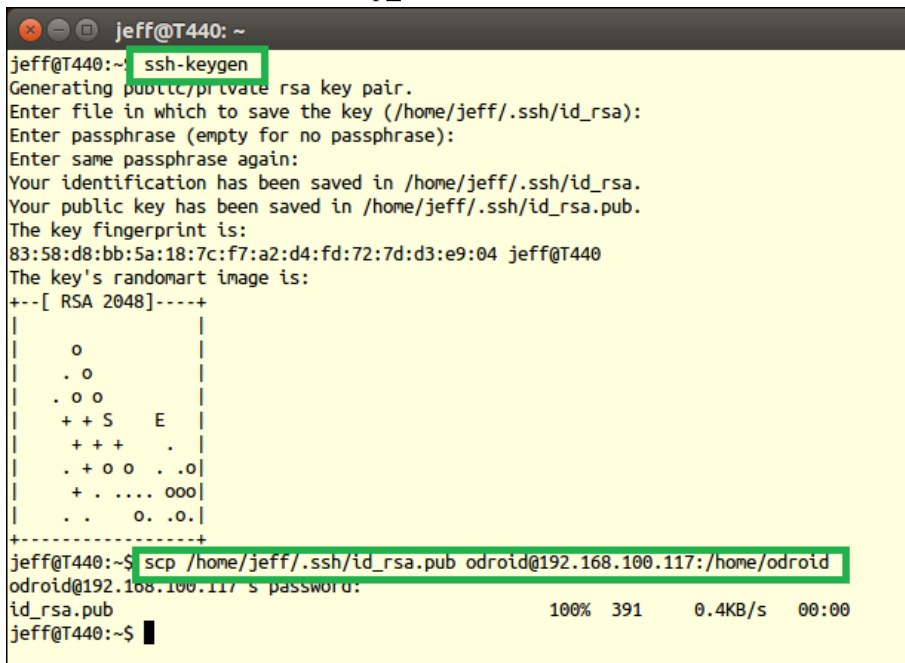 jeff@T440: ~
jeff@T440:~$ ssh-keygen
Generating public/private rsa key pair.
Enter file in which to save the key (/home/jeff/.ssh/id_rsa):
Enter passphrase (empty for no passphrase):
Enter same passphrase again:
Your identification has been saved in /home/jeff/.ssh/id_rsa.
Your public key has been saved in /home/jeff/.ssh/id_rsa.pub.
The key fingerprint is:
83:58:d8:bb:5a:18:7c:f7:a2:d4:fd:72:7d:d3:e9:04 jeff@T440
The key's randomart image is:
+--[ RSA 2048]----+
|                 |
|    o            |
|   . o           |
|  . o o          |
|   + + S    E    |
|    + + +    .   |
|   . + o o  . .o|
|    + . .... ooo|
|   . .    o. .o.|
+-----------------+
jeff@T440:~$ scp /home/jeff/.ssh/id_rsa.pub odroid@192.168.100.117:/home/odroid
odroid@192.168.100.117's password:
id_rsa.pub 100% 391 0.4KB/s 00:00
jeff@T440:~$